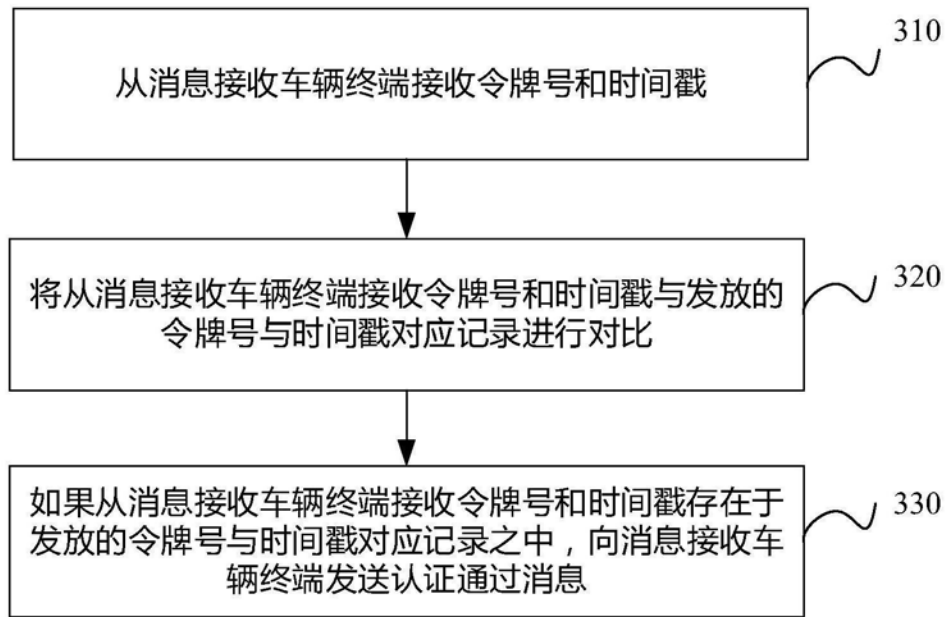 从消息接收车辆终端接收令牌号和时间戳
310
将从消息接收车辆终端接收令牌号和时间戳与发放的
令牌号与时间戳对应记录进行对比
320
如果从消息接收车辆终端接收令牌号和时间戳存在于
发放的令牌号与时间戳对应记录之中，向消息接收车
辆终端发送认证通过消息
330